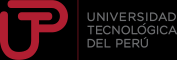 UNIVERSIDAD
TECNOLÓGICA
DEL PERÚ